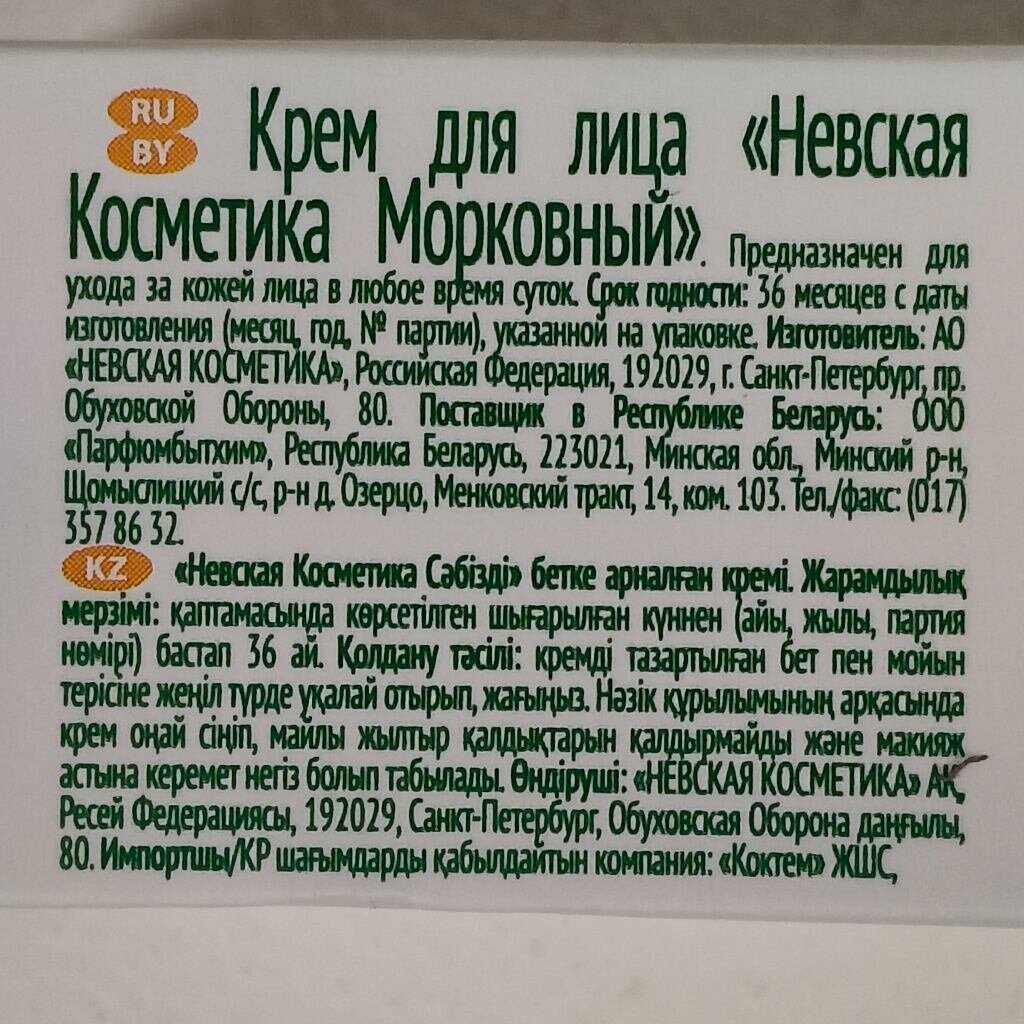 RU BY Крем для лица «Невская
Косметика Морковный». Предназначен для
ухода за кожей лица в любое время суток. Срок годности: 36 месяцев с даты
изготовления (месяц, год, № партии), указанной на упаковке. Изготовитель: АО
«НЕВСКАЯ КОСМЕТИКА», Российская Федерация, 192029, г. Санкт-Петербург, пр.
Обуховской Обороны, 80. Поставщик в Республике Беларусь: ООО
«Парфюмбытхим», Республика Беларусь, 223021, Минская обл., Минский р-н,
Щомыслицкий с/с, р-н д. Озерцо, Менковский тракт, 14, ком. 103. Тел./факс: (017)
357 86 32.
KZ «Невская Косметика Сәбізді» бетке арналған кремі. Жарамдылық
мерзімі: қаптамасында көрсетілген шығарылған күннен (айы, жылы, партия
нөмірі) бастап 36 ай. Қолдану тәсілі: кремді тазартылған бет пен мойын
терісіне жеңіл түрде уқалай отырып, жағыңыз. Нәзік құрылымының арқасында
крем оңай сіңіп, майлы жылтыр қалдықтарын қалдырмайды және макияж
астына керемет негіз болып табылады. Өндіруші: «НЕВСКАЯ КОСМЕТИКА» АҚ,
Ресей Федерациясы, 192029, Санкт-Петербург, Обуховская Оборона даңғылы,
80. Импортшы/ҚР шағымдарды қабылдайтын компания: «Коктем» ЖШС,